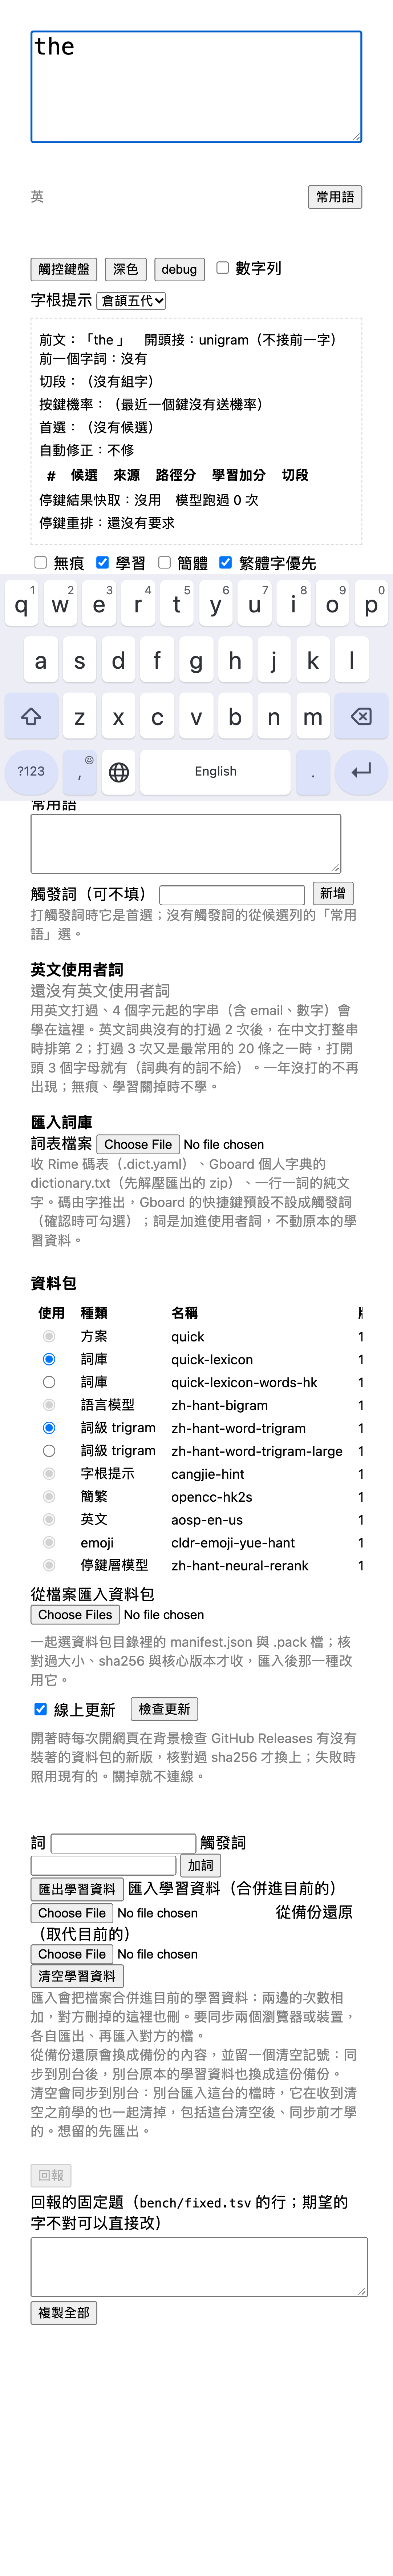 the
英 常用語
觸控鍵盤 深色 debug 數字列
字根提示 倉頡五代
前文：「the 」 開頭接：unigram（不接前一字）
前一個字詞：沒有
切段：（沒有組字）
按鍵機率：（最近一個鍵沒有送機率）
首選：（沒有候選）
自動修正：不修
# 候選 來源 路徑分 學習加分 切段
停鍵結果快取：沒用 模型跑過 0 次
停鍵重排：還沒有要求
無痕 學習 簡體 繁體字優先
q1 w2 e3 r4 t5 y6 u7 i8 o9 p0
a s d f g h j k l
z x c v b n m
?123 , English .
常用語
觸發詞（可不填） 新增
打觸發詞時它是首選；沒有觸發詞的從候選列的「常用
語」選。
英文使用者詞
還沒有英文使用者詞
用英文打過、4 個字元起的字串（含 email、數字）會
學在這裡。英文詞典沒有的打過 2 次後，在中文打整串
時排第 2；打過 3 次又是最常用的 20 條之一時，打開
頭 3 個字母就有（詞典有的詞不給）。一年沒打的不再
出現；無痕、學習關掉時不學。
匯入詞庫
詞表檔案 Choose File No file chosen
收 Rime 碼表（.dict.yaml）、Gboard 個人字典的
dictionary.txt（先解壓匯出的 zip）、一行一詞的純文
字。碼由字推出，Gboard 的快捷鍵預設不設成觸發詞
（確認時可勾選）；詞是加進使用者詞，不動原本的學
習資料。
資料包
使用 種類 名稱
方案 quick 1
詞庫 quick-lexicon 1
詞庫 quick-lexicon-words-hk 1
語言模型 zh-hant-bigram 1
詞級 trigram zh-hant-word-trigram 1
詞級 trigram zh-hant-word-trigram-large 1
字根提示 cangjie-hint 1
簡繁 opencc-hk2s 1
英文 aosp-en-us 1
emoji cldr-emoji-yue-hant 1
停鍵層模型 zh-hant-neural-rerank 1
從檔案匯入資料包
Choose Files No file chosen
一起選資料包目錄裡的 manifest.json 與 .pack 檔；核
對過大小、sha256 與核心版本才收，匯入後那一種改
用它。
線上更新 檢查更新
開著時每次開網頁在背景檢查 GitHub Releases 有沒有
裝著的資料包的新版，核對過 sha256 才換上；失敗時
照用現有的。關掉就不連線。
詞 觸發詞
加詞
匯出學習資料 匯入學習資料（合併進目前的）
Choose File No file chosen 從備份還原
（取代目前的）
Choose File No file chosen
清空學習資料
匯入會把檔案合併進目前的學習資料：兩邊的次數相
加，對方刪掉的這裡也刪。要同步兩個瀏覽器或裝置，
各自匯出、再匯入對方的檔。
從備份還原會換成備份的內容，並留一個清空記號：同
步到別台後，別台原本的學習資料也換成這份備份。
清空會同步到別台：別台匯入這台的檔時，它在收到清
空之前學的也一起清掉，包括這台清空後、同步前才學
的。想留的先匯出。
回報
回報的固定題（bench/fixed.tsv 的行；期望的
字不對可以直接改）
複製全部